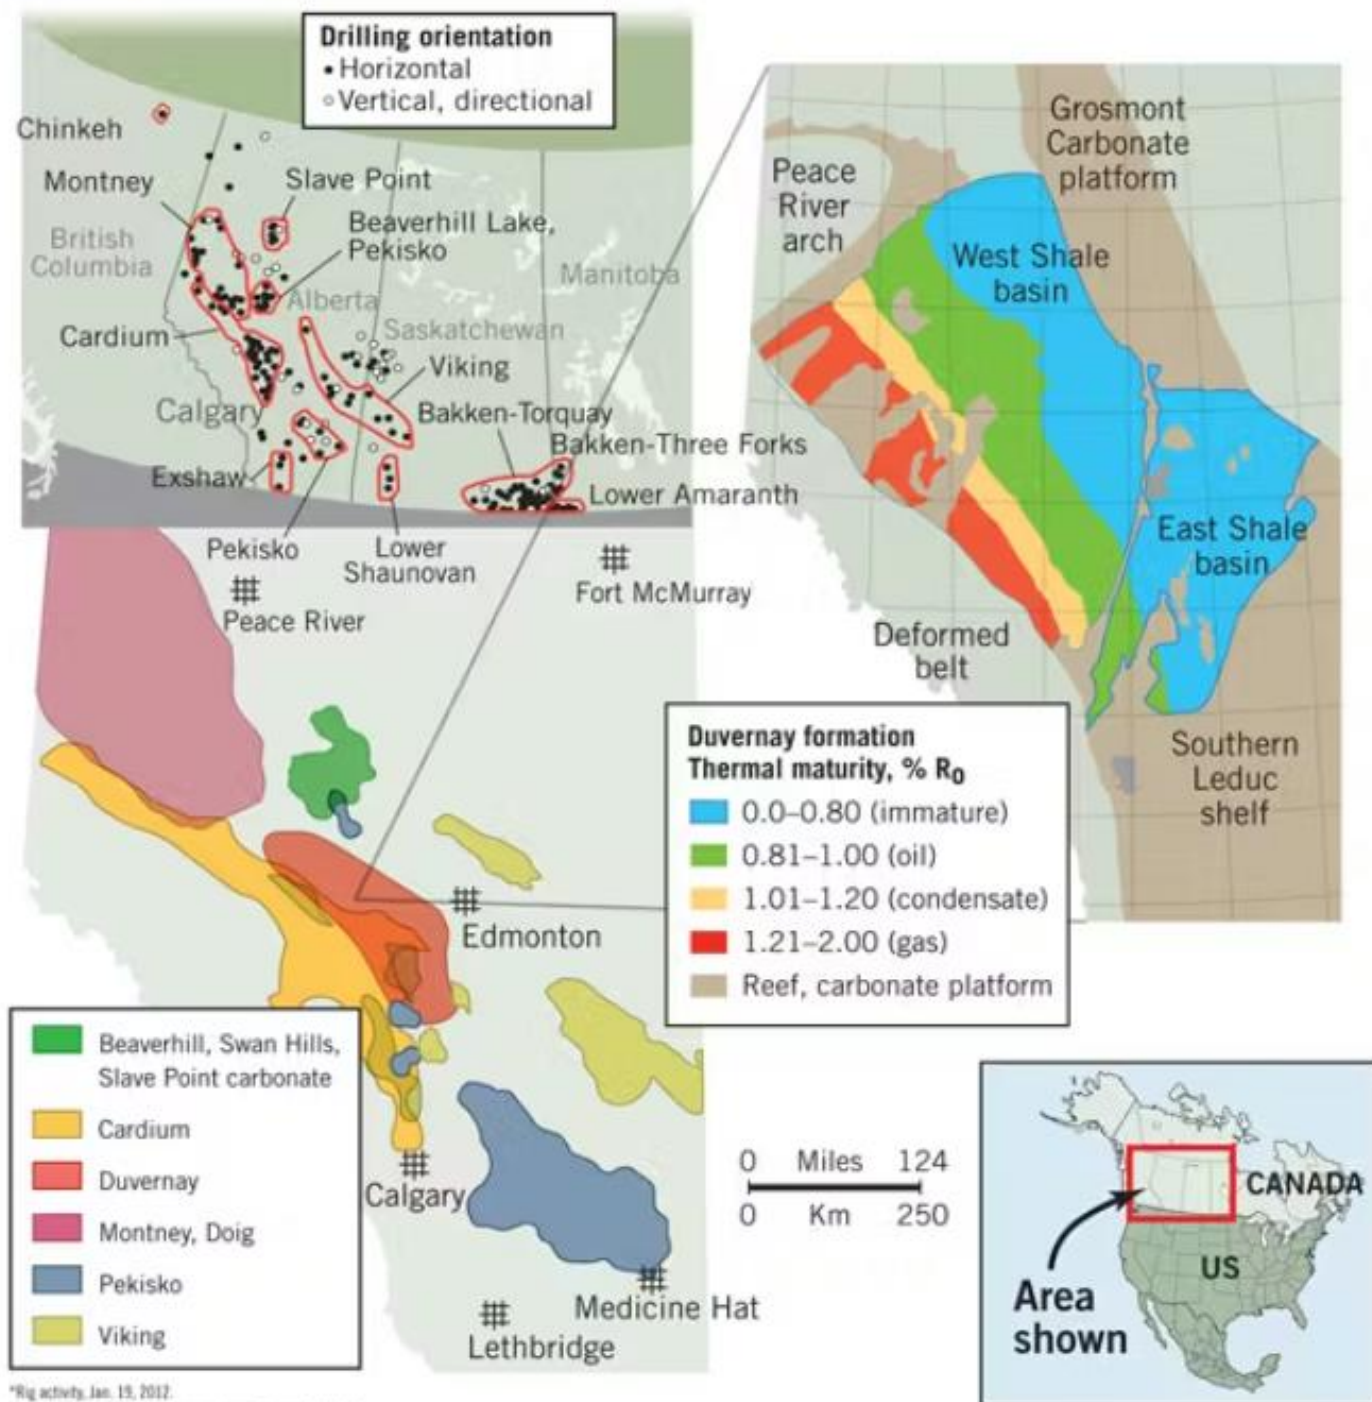 Drilling orientation
• Horizontal
○ Vertical, directional
Chinkeh
Montney
Slave Point
Beaverhill Lake,
Pekisko
British
Columbia
Manitoba
Alberta
Cardium
Saskatchewan
Viking
Calgary
Bakken-Torquay
Bakken-Three Forks
Exshaw
Lower Amaranth
Pekisko
Lower
Shaunovan
Peace River
Fort McMurray
Edmonton
Calgary
Medicine Hat
Lethbridge
Grosmont
Carbonate
platform
Peace
River
arch
West Shale
basin
East Shale
basin
Deformed
belt
Southern
Leduc
shelf
Duvernay formation
Thermal maturity, % R0
0.0–0.80 (immature)
0.81–1.00 (oil)
1.01–1.20 (condensate)
1.21–2.00 (gas)
Reef, carbonate platform
Beaverhill, Swan Hills,
Slave Point carbonate
Cardium
Duvernay
Montney, Doig
Pekisko
Viking
0 Miles 124
0 Km 250
CANADA
US
Area
shown
*Rig activity, Jan. 19, 2012.